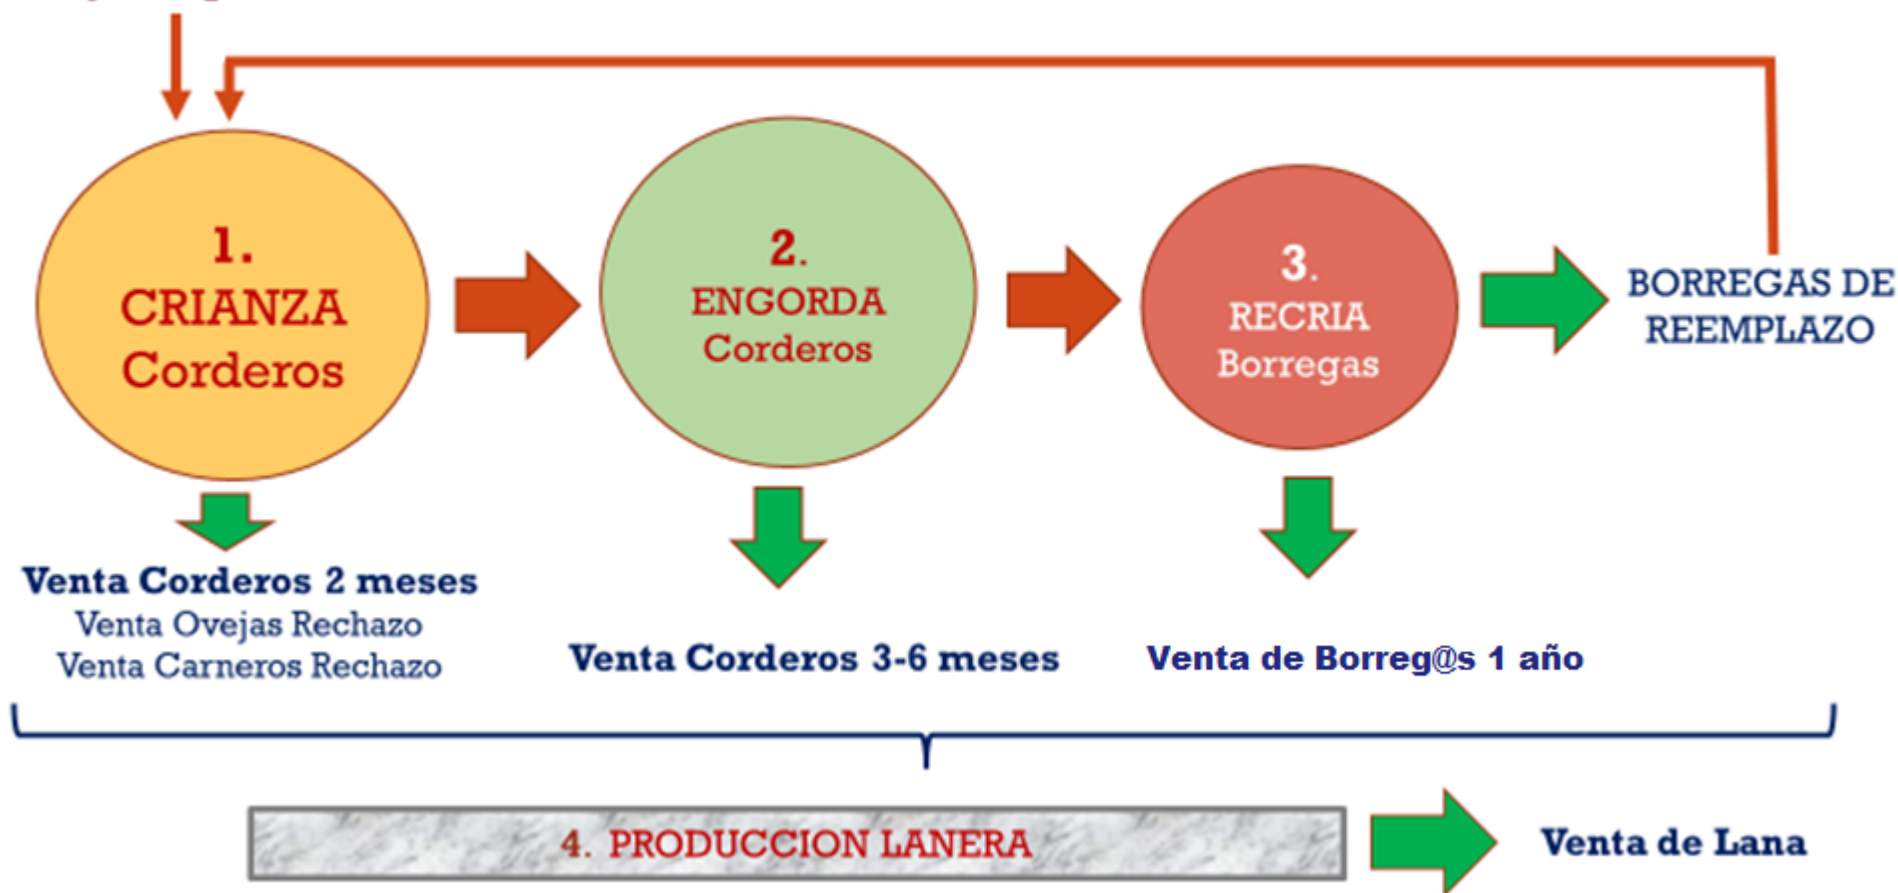 1.
CRIANZA
Corderos
2.
ENGORDA
Corderos
3.
RECRIA
Borregas
BORREGAS DE
REEMPLAZO
Venta Corderos 2 meses
Venta Ovejas Rechazo
Venta Carneros Rechazo
Venta Corderos 3-6 meses
Venta de Borreg@s 1 año
4. PRODUCCION LANERA
Venta de Lana